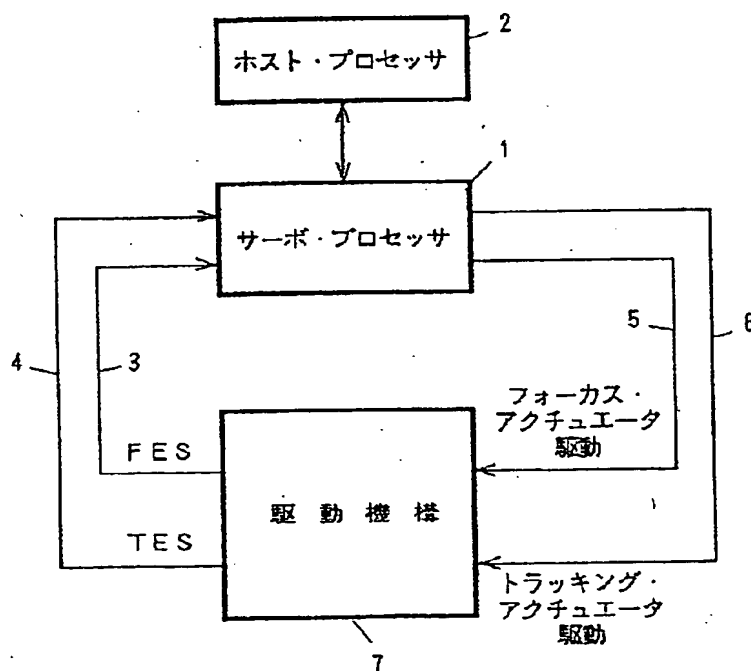 2
ホスト・プロセッサ
1
サーボ・プロセッサ
4
3
5
6
フォーカス・
アクチュエータ
駆動
FES
駆動機構
TES
トラッキング・
アクチュエータ
駆動
7